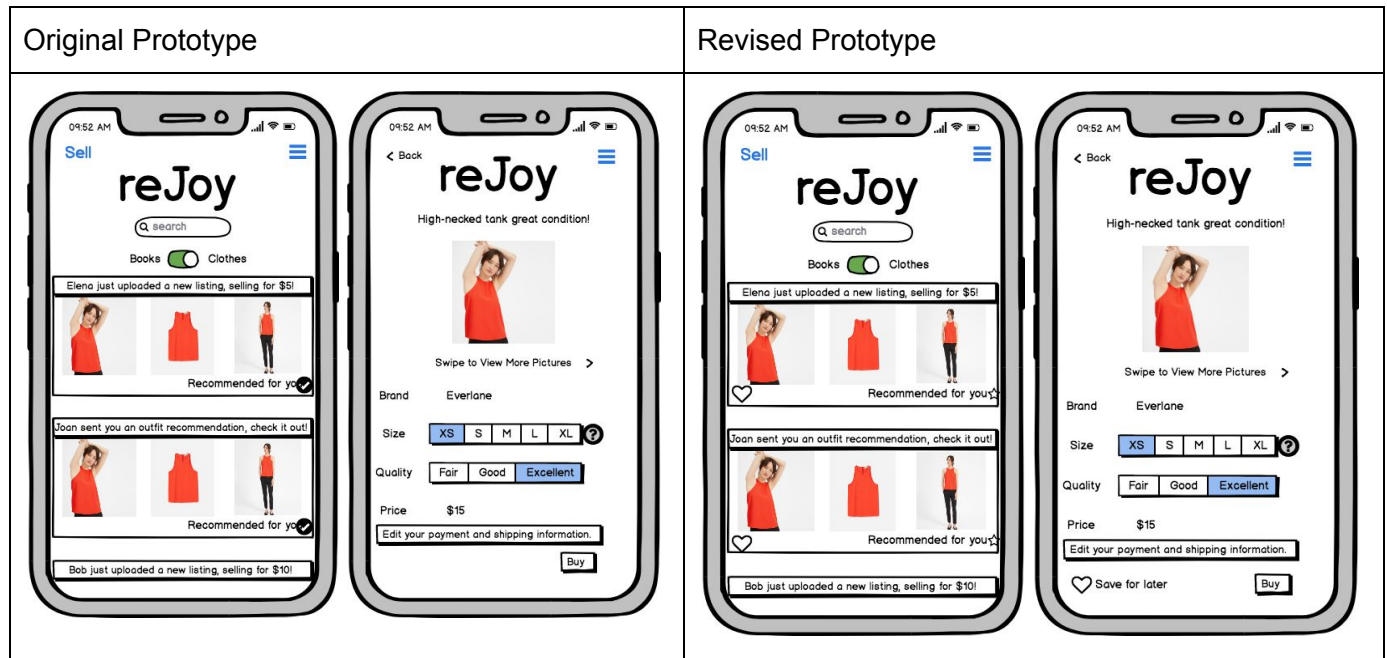 Original Prototype
Revised Prototype
09:52 AM
Sell
reJoy
search
Books Clothes
Elena just uploaded a new listing, selling for $5!
Recommended for yo
Joan sent you an outfit recommendation, check it out!
Recommended for yo
Bob just uploaded a new listing, selling for $10!
09:52 AM
< Back
reJoy
High-necked tank great condition!
Swipe to View More Pictures >
Brand Everlane
Size XS S M L XL ?
Quality Fair Good Excellent
Price $15
Edit your payment and shipping information.
Buy
09:52 AM
Sell
reJoy
search
Books Clothes
Elena just uploaded a new listing, selling for $5!
Recommended for you
Joan sent you an outfit recommendation, check it out!
Recommended for you
Bob just uploaded a new listing, selling for $10!
09:52 AM
< Back
reJoy
High-necked tank great condition!
Swipe to View More Pictures >
Brand Everlane
Size XS S M L XL ?
Quality Fair Good Excellent
Price $15
Edit your payment and shipping information.
Save for later Buy